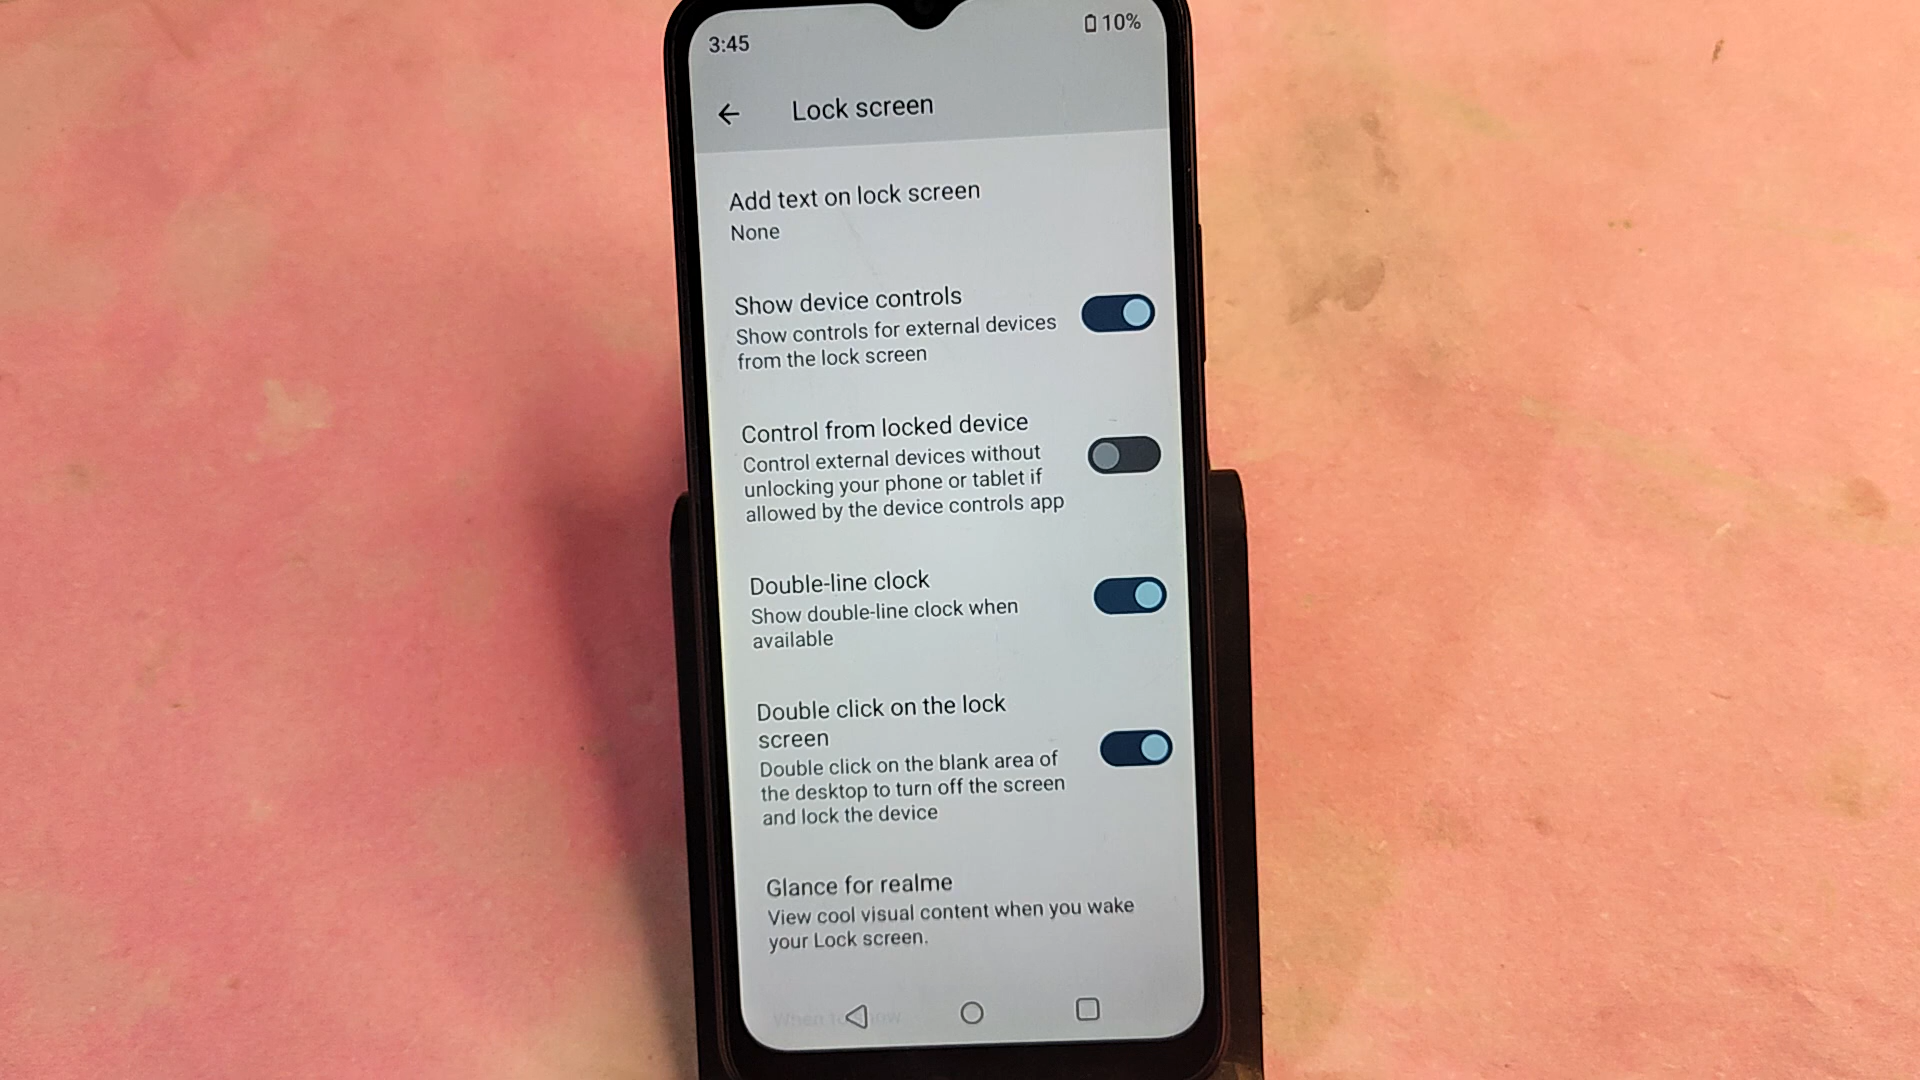 3:45
10%
Lock screen
Add text on lock screen
None
Show device controls
Show controls for external devices
from the lock screen
Control from locked device
Control external devices without
unlocking your phone or tablet if
allowed by the device controls app
Double-line clock
Show double-line clock when
available
Double click on the lock
screen
Double click on the blank area of
the desktop to turn off the screen
and lock the device
Glance for realme
View cool visual content when you wake
your Lock screen.
When to show